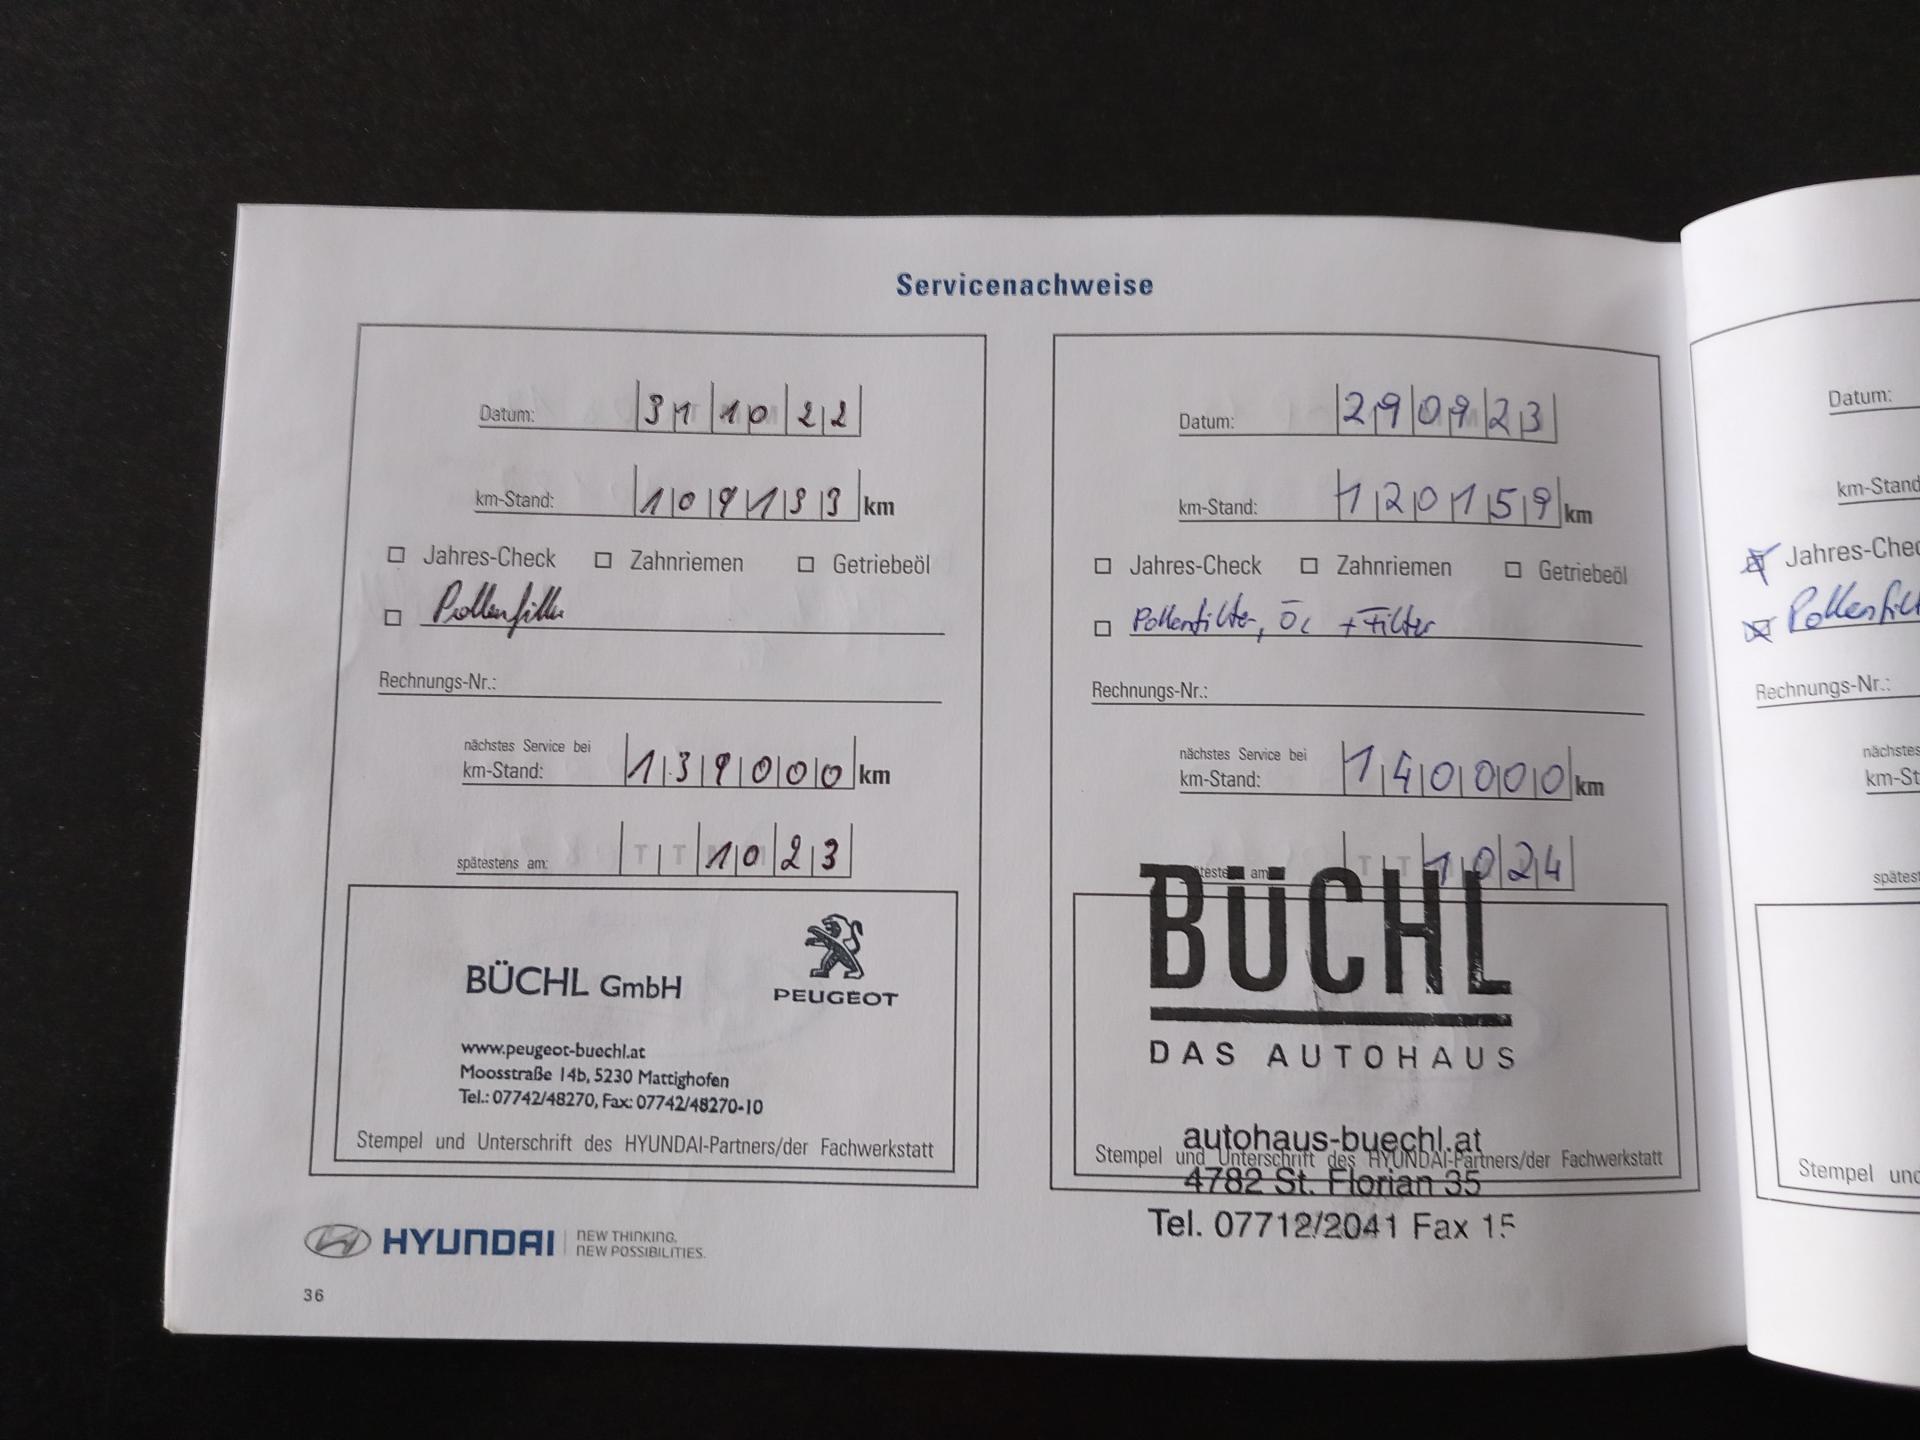 Servicenachweise
Datum: 31 10 22
km-Stand: 109133 km
Jahres-Check Zahnriemen Getriebeöl
Pollenfilter
Rechnungs-Nr.:
nächstes Service bei
km-Stand: 139000 km
spätestens am: 10 23
BÜCHL GmbH
PEUGEOT
www.peugeot-buechl.at
Moosstraße 14b, 5230 Mattighofen
Tel.: 07742/48270, Fax: 07742/48270-10
Stempel und Unterschrift des HYUNDAI-Partners/der Fachwerkstatt
Datum: 29 09 23
km-Stand: 120159 km
Jahres-Check Zahnriemen Getriebeöl
Pollenfilter, Öl + Filter
Rechnungs-Nr.:
nächstes Service bei
km-Stand: 140000 km
spätestens am: 10 24
BÜCHL
DAS AUTOHAUS
autohaus-buechl.at
Stempel und Unterschrift des HYUNDAI-Partners/der Fachwerkstatt
4782 St. Florian 35
Tel. 07712/2041 Fax 15
HYUNDAI
NEW THINKING.
NEW POSSIBILITIES.
36
Datum:
km-Stand
Jahres-Chec
Pollenfilt
Rechnungs-Nr.:
nächstes
km-St
spätest
Stempel und